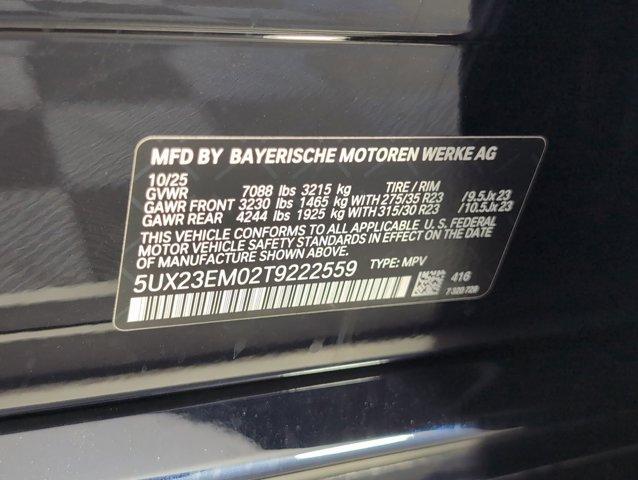 MFD BY BAYERISCHE MOTOREN WERKE AG
10/25
GVWR 7088 lbs 3215 kg TIRE / RIM
GAWR FRONT 3230 lbs 1465 kg WITH 275/35 R23 /9.5Jx23
GAWR REAR 4244 lbs 1925 kg WITH 315/30 R23 /10.5Jx23
THIS VEHICLE CONFORMS TO ALL APPLICABLE U.S. FEDERAL
MOTOR VEHICLE SAFETY STANDARDS IN EFFECT ON THE
DATE OF MANUFACTURE SHOWN ABOVE.
5UX23EM02T9222559 TYPE: MPV
416
7 320 728